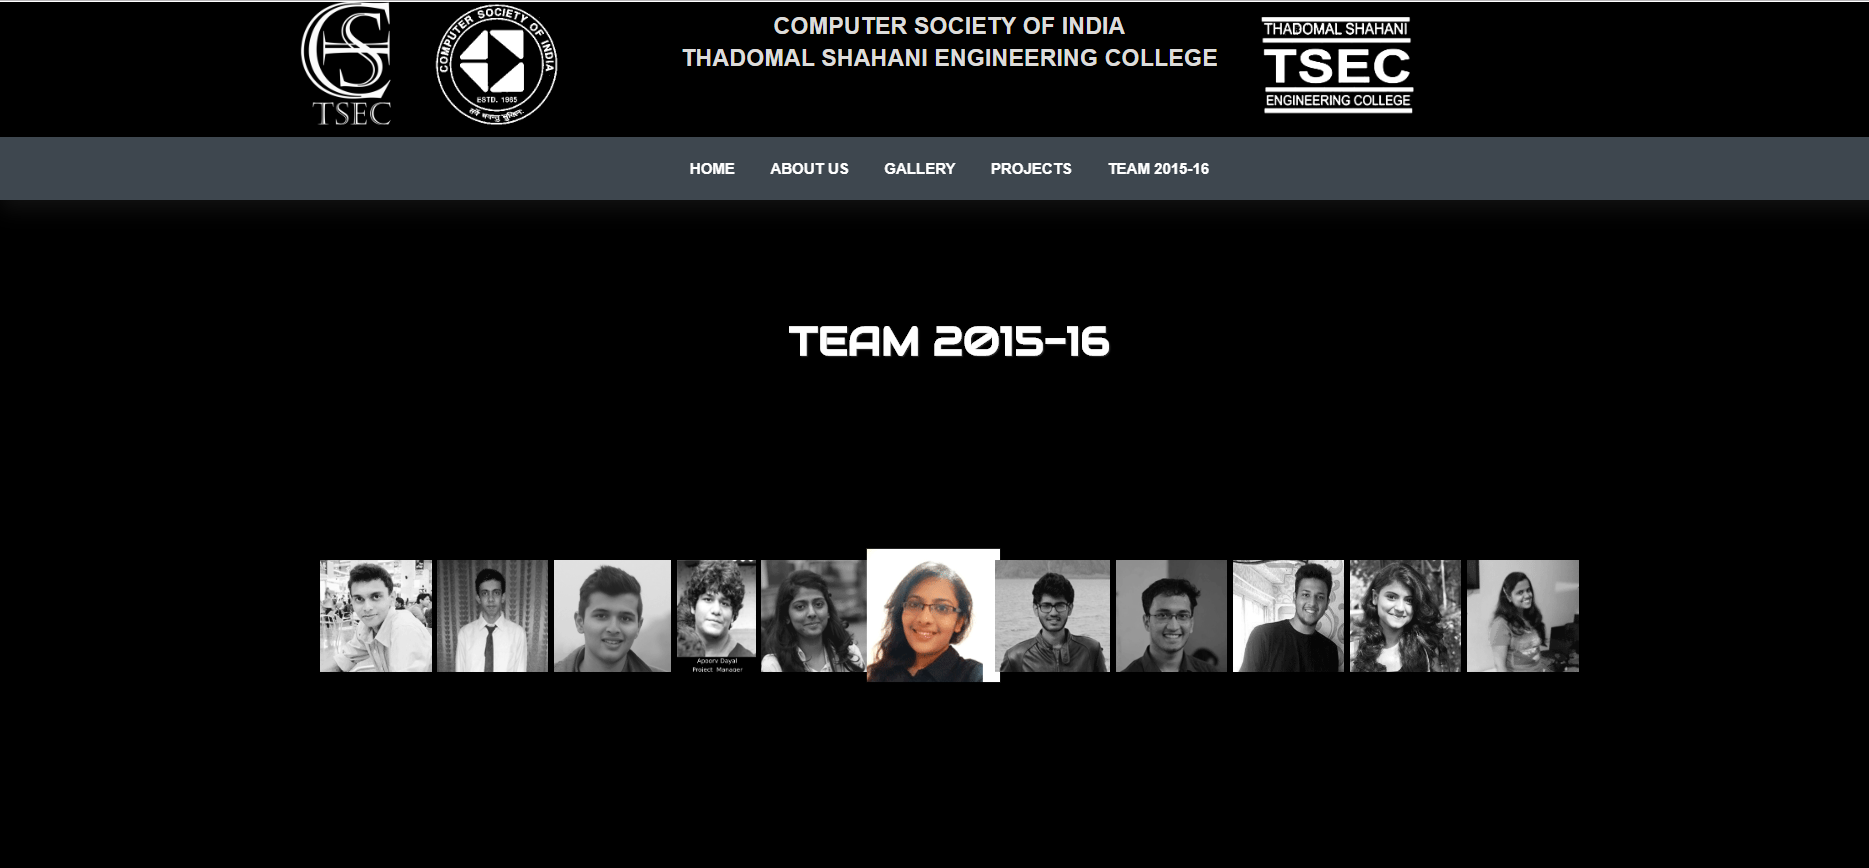 TSEC
COMPUTER SOCIETY OF INDIA
ESTD. 1965
COMPUTER SOCIETY OF INDIA
THADOMAL SHAHANI ENGINEERING COLLEGE
THADOMAL SHAHANI
TSEC
ENGINEERING COLLEGE
HOME ABOUT US GALLERY PROJECTS TEAM 2015-16
TEAM 2015-16
Apoorv Dayal
Project Manager